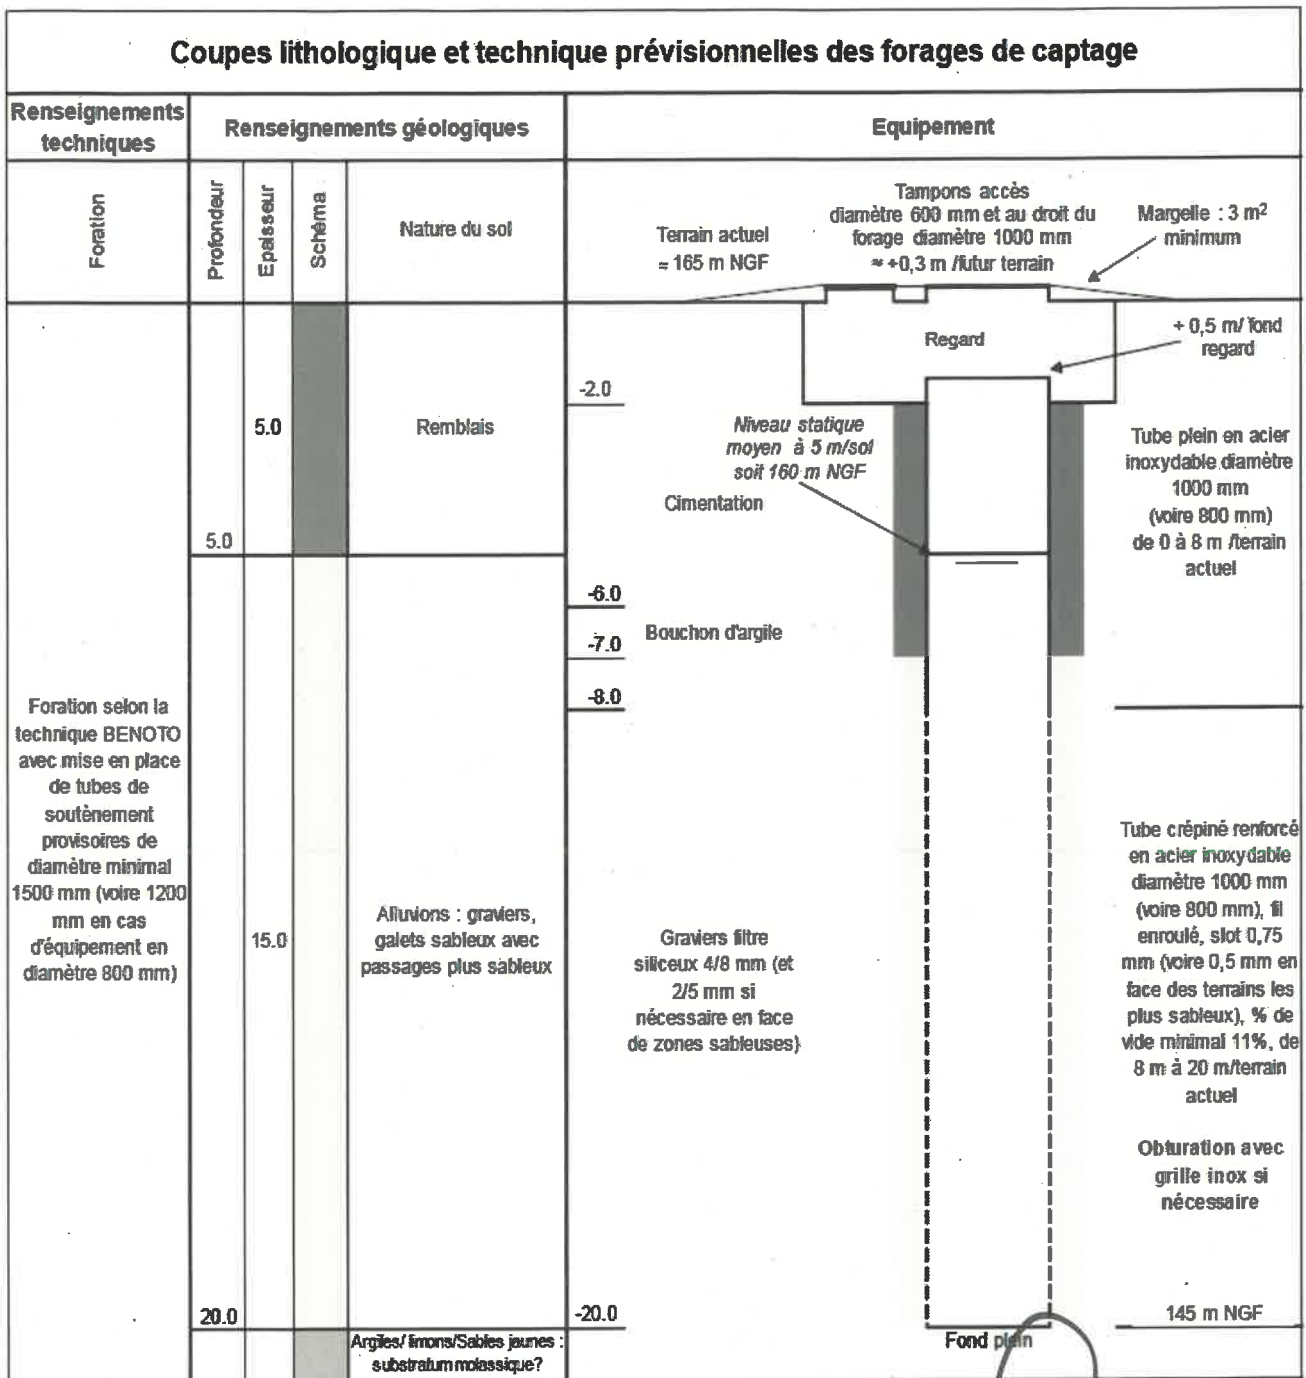 Coupes lithologique et technique prévisionnelles des forages de captage
Renseignements
techniques
Renseignements géologiques
Equipement
Foration
Profondeur
Epaisseur
Schéma
Nature du sol
Terrain actuel
≈ 165 m NGF
Tampons accès
diamètre 600 mm et au droit du
forage diamètre 1000 mm
≈ +0,3 m /futur terrain
Margelle : 3 m²
minimum
Regard
+ 0,5 m/ fond
regard
-2.0
5.0
Remblais
Niveau statique
moyen à 5 m/sol
soit 160 m NGF
Cimentation
Tube plein en acier
inoxydable diamètre
1000 mm
(voire 800 mm)
de 0 à 8 m /terrain
actuel
5.0
-6.0
Bouchon d'argile
-7.0
-8.0
Foration selon la
technique BENOTO
avec mise en place
de tubes de
soutènement
provisoires de
diamètre minimal
1500 mm (voire 1200
mm en cas
d'équipement en
diamètre 800 mm)
15.0
Alluvions : graviers,
galets sableux avec
passages plus sableux
Graviers filtre
siliceux 4/8 mm (et
2/5 mm si
nécessaire en face
de zones sableuses)
Tube crépiné renforcé
en acier inoxydable
diamètre 1000 mm
(voire 800 mm), fil
enroulé, slot 0,75
mm (voire 0,5 mm en
face des terrains les
plus sableux), % de
vide minimal 11%, de
8 m à 20 m/terrain
actuel
Obturation avec
grille inox si
nécessaire
20.0
-20.0
145 m NGF
Fond plein
Argiles/ limons/Sables jaunes :
substratum molassique?